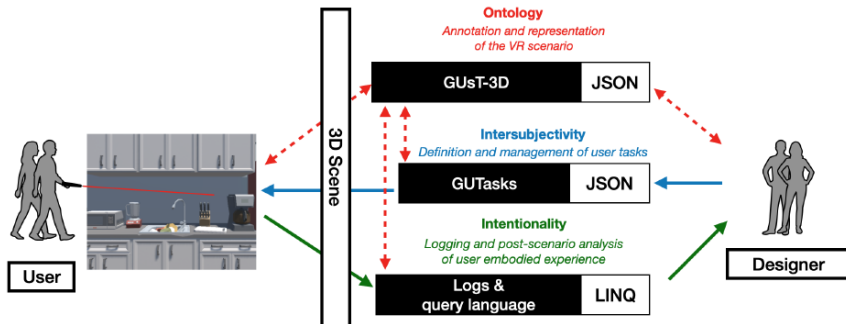 Ontology
Annotation and representation
of the VR scenario
GUsT-3D JSON
3D Scene
Intersubjectivity
Definition and management of user tasks
GUTasks JSON
Intentionality
Logging and post-scenario analysis
of user embodied experience
User
Logs &
query language LINQ
Designer